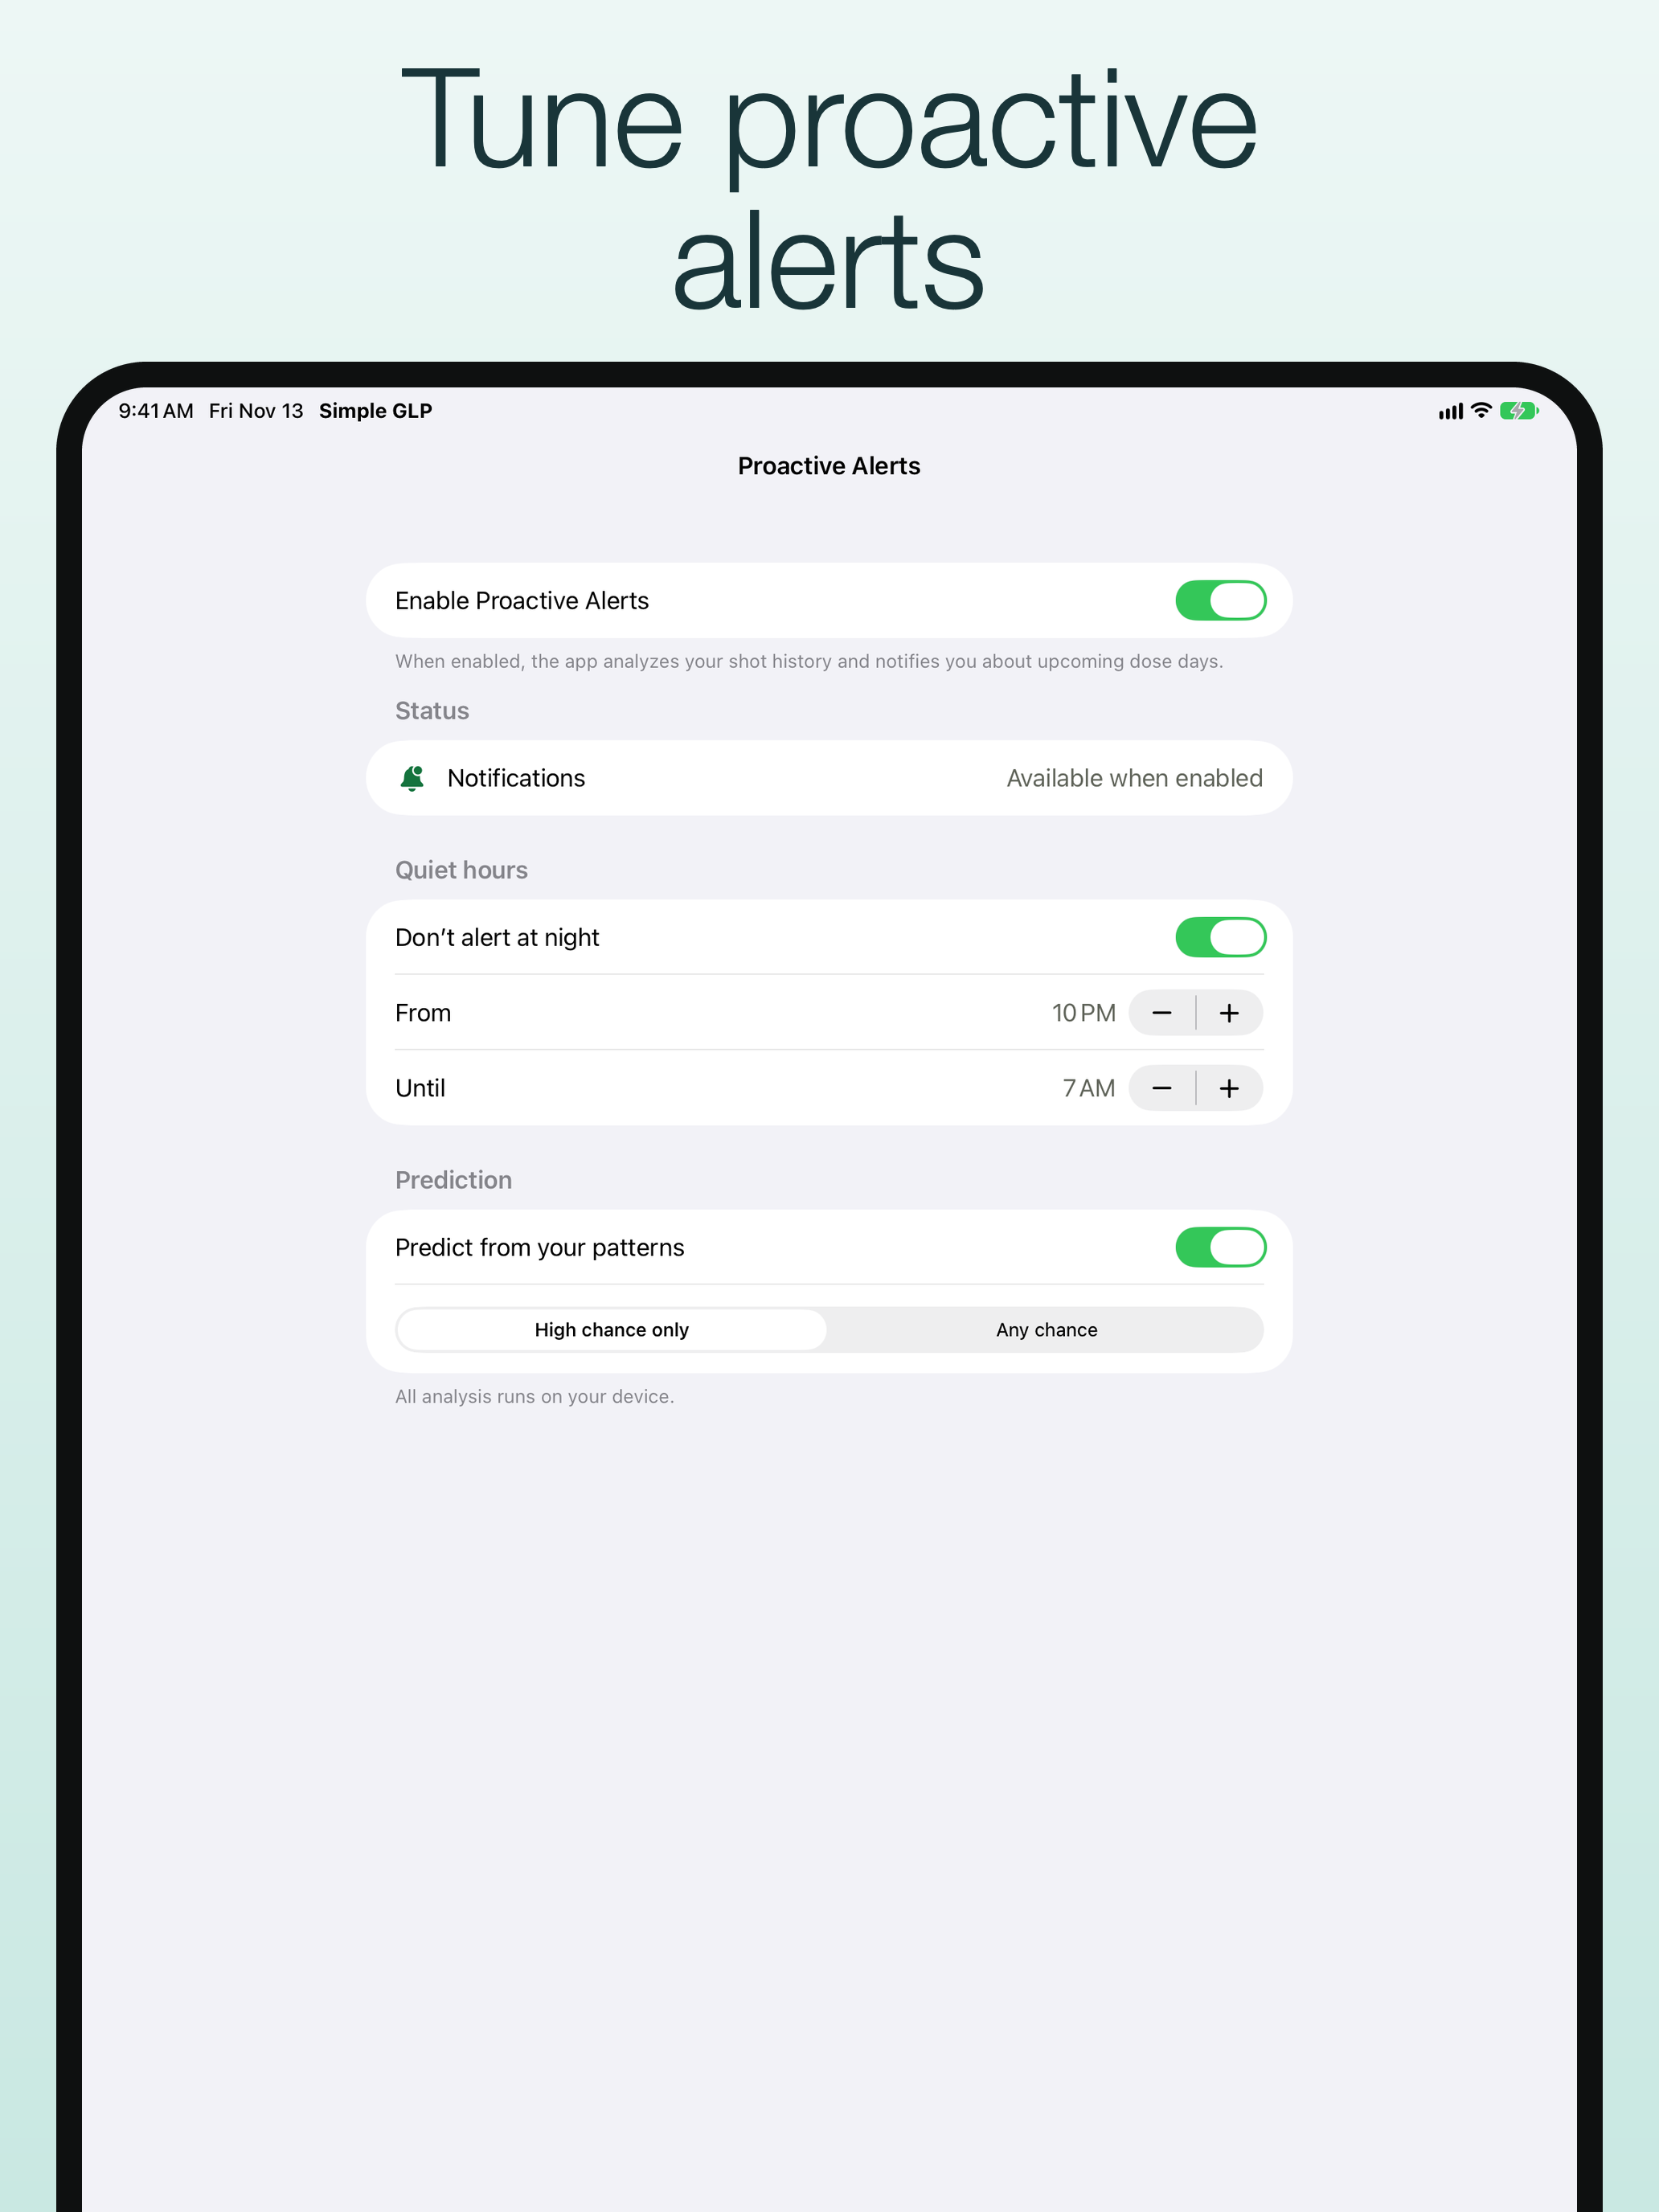 Tune proactive
alerts
9:41 AM Fri Nov 13 Simple GLP
Proactive Alerts
Enable Proactive Alerts
When enabled, the app analyzes your shot history and notifies you about upcoming dose days.
Status
Notifications Available when enabled
Quiet hours
Don’t alert at night
From 10 PM − +
Until 7 AM − +
Prediction
Predict from your patterns
High chance only Any chance
All analysis runs on your device.